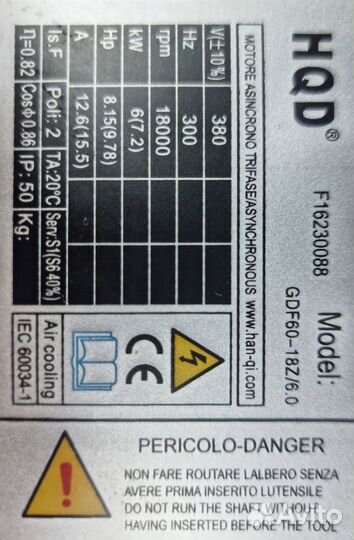 HQD®
F16230088
Model:
GDF60-18Z/6.0
MOTORE ASINCRONO TRIFASE/ASYNCHRONOUS www.han-qi.com
V(±10%) 380
Hz 300
rpm 18000
kW 6(7.2)
Hp 8.15(9.78)
A 12.6(15.5)
Is.F Poli: 2 TA:20°C Serv:S1(S6 40%)
η=0.82 Cosφ0.86 IP:50 Kg:
Air cooling
IEC 60034-1
CE
PERICOLO-DANGER
NON FARE ROUTARE LALBERO SENZA
AVERE PRIMA INSERITO LUTENSILE
DO NOT RUN THE SHAFT WITHOUT
HAVING INSERTED BEFORE THE TOOL
Avito